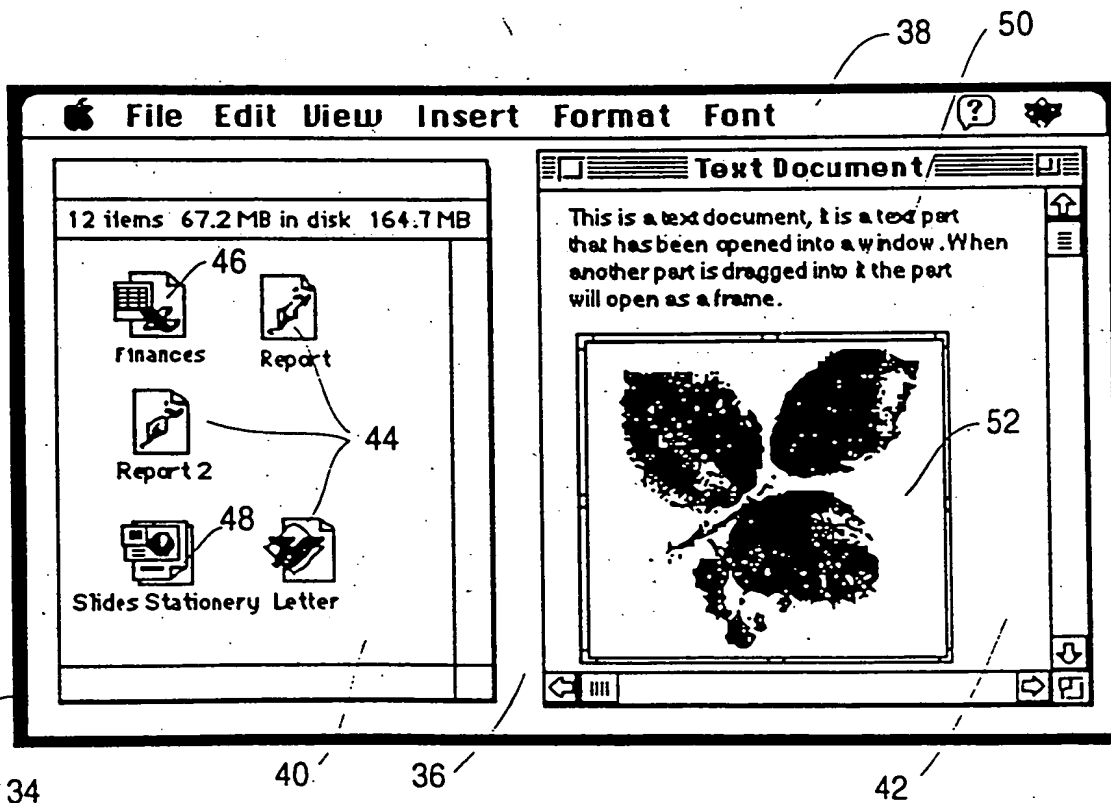 38
50
File Edit View Insert Format Font ?
Text Document
12 items 67.2 MB in disk 164.7 MB
This is a text document, it is a text part
that has been opened into a window. When
another part is dragged into it the part
will open as a frame.
46
Finances
Report
44
Report 2
52
48
Slides Stationery Letter
34
40
36
42